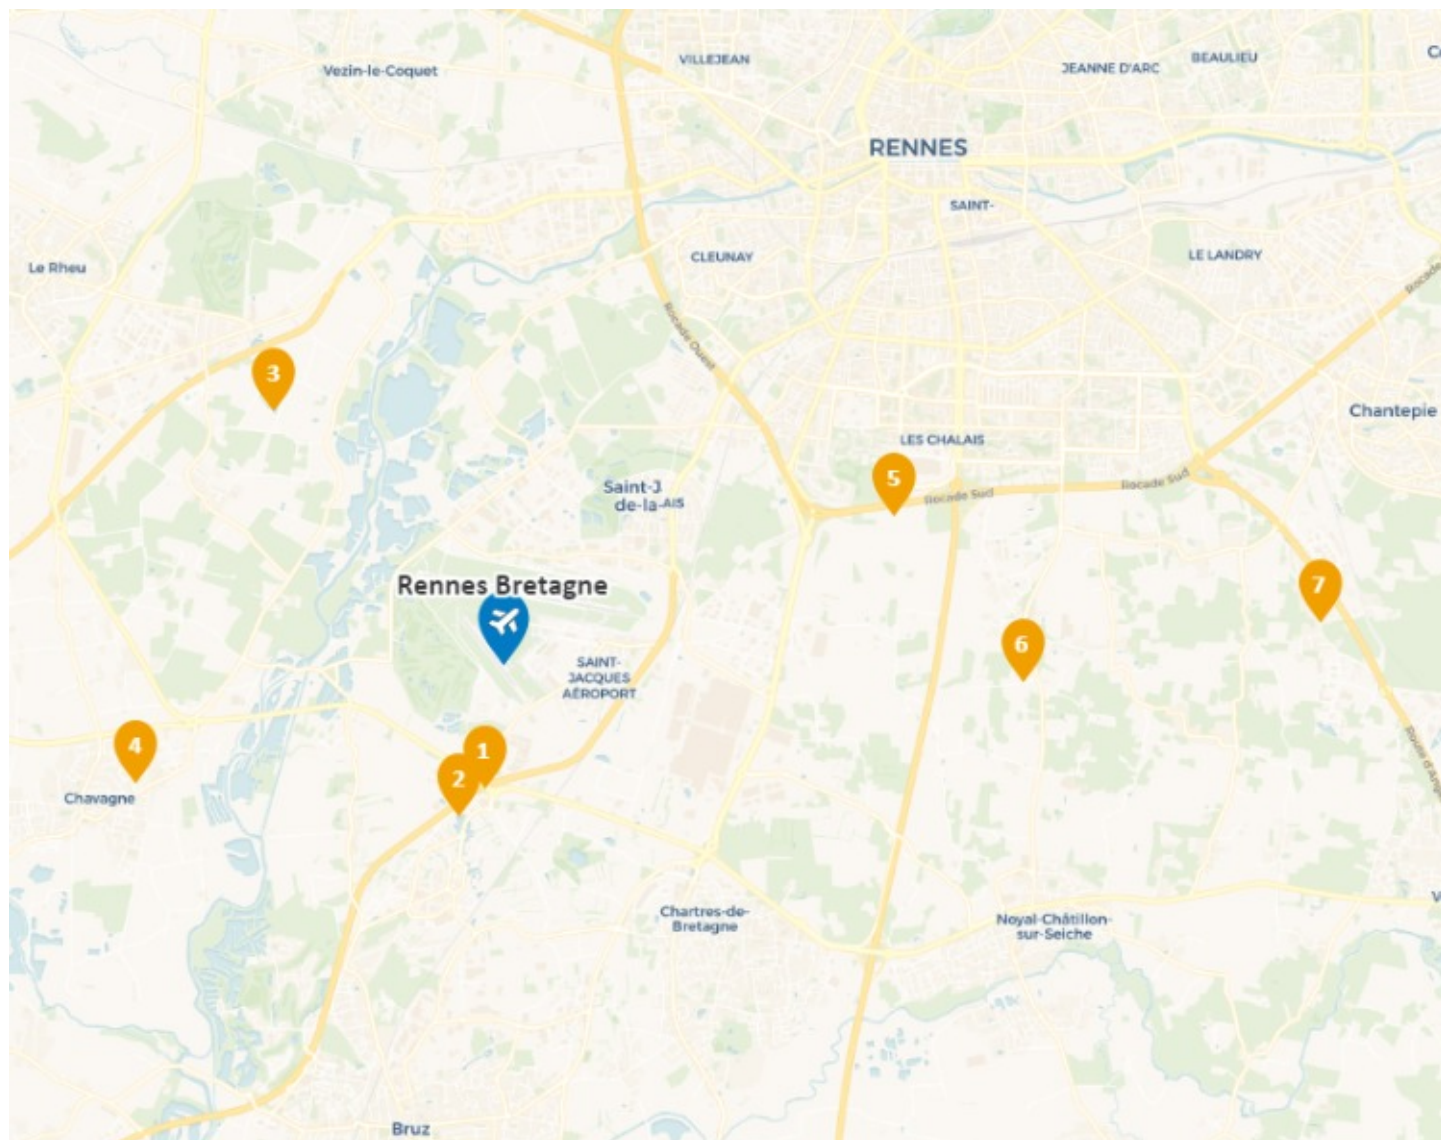 VILLEJEAN
BEAULIEU
Vezin-le-Coquet
JEANNE D'ARC
RENNES
SAINT-
CLEUNAY
LE LANDRY
Le Rheu
Rocade
Rocade Ouest
3
Chantepie
LES CHALAIS
5
Rocade Sud
Rocade Sud
Saint-J
de-la-AIS
Rennes Bretagne
7
6
SAINT-
JACQUES
AÉROPORT
4
1
2
Chavagne
Chartres-de-
Bretagne
Noyal-Châtillon-
sur-Seiche
Bruz